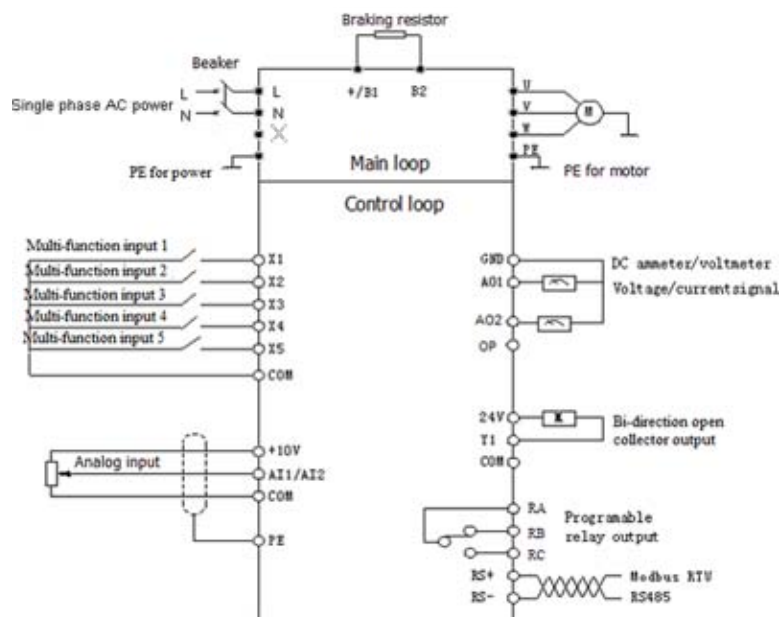 Braking resistor
Beaker
L
Single phase AC power
N
L
N
PE for power
+/B1 B2
U
V
W
PE
M
PE for motor
Main loop
Control loop
Multi-function input 1
Multi-function input 2
Multi-function input 3
Multi-function input 4
Multi-function input 5
X1
X2
X3
X4
X5
COM
GND
AO1
AO2
OP
DC ammeter/voltmeter
Voltage/currentsignal
24V
Y1
COM
K
Bi-direction open
collector output
Analog input
+10V
AI1/AI2
COM
PE
RA
RB
RC
Programable
relay output
RS+
RS-
Modbus RTU
RS485